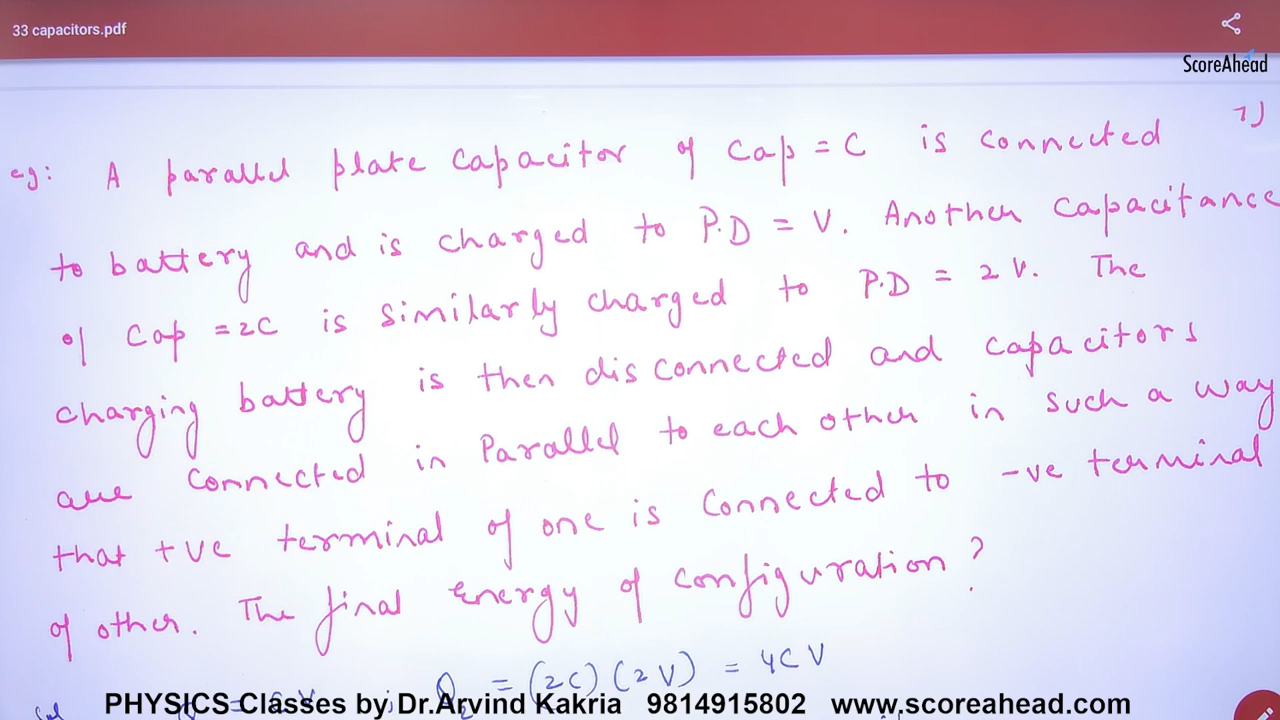 33 capacitors.pdf
ScoreAhead
7)
eg: A parallel plate capacitor of Cap = C is connected
to battery and is charged to P.D = V. Another capacitance
of Cap = 2C is similarly charged to P.D = 2V. The
charging battery is then disconnected and capacitors
are connected in Parallel to each other in such a way
that +ve terminal of one is connected to -ve terminal
of other. The final Energy of configuration?
Sol = CV ; Q2 = (2C)(2V) = 4CV
PHYSICS Classes by Dr.Arvind Kakria 9814915802 www.scoreahead.com